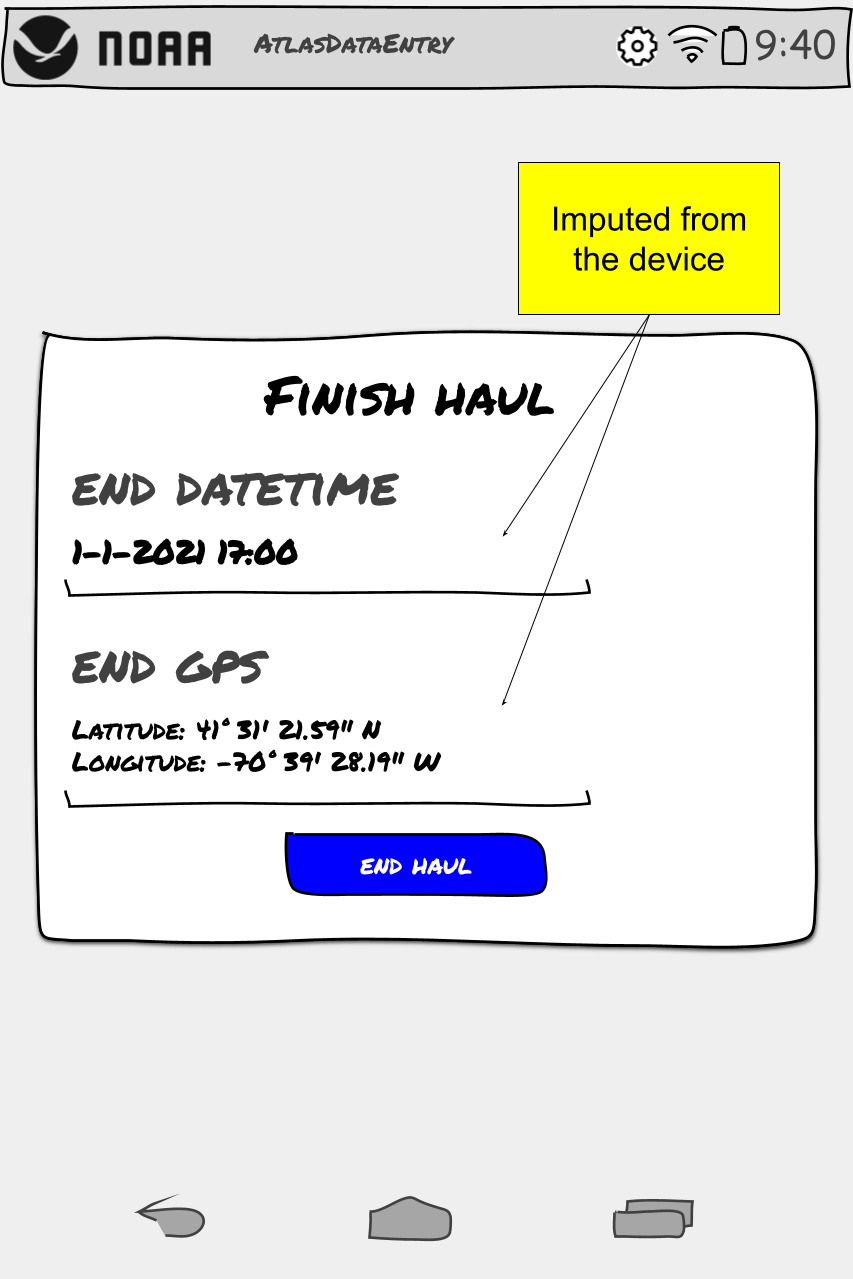 NOAA AtlasDataEntry 9:40
Imputed from
the device
Finish haul
END DATETIME
1-1-2021 17:00
END GPS
Latitude: 41° 31' 21.59" N
Longitude: -70° 39' 28.19" W
END HAUL